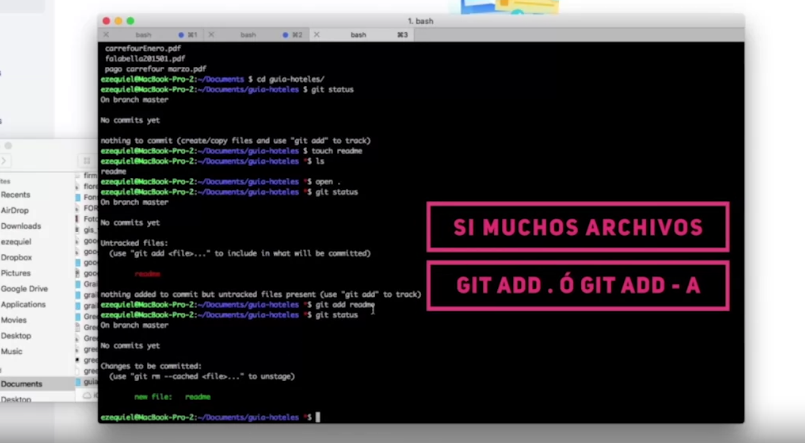 1. bash
bash ⌘1
bash ⌘2
bash ⌘3
carrefourEnero.pdf
falabella201501.pdf
pago carrefour marzo.pdf
ezequiel@MacBook-Pro-2:~/Documents $ cd guia-hoteles/
ezequiel@MacBook-Pro-2:~/Documents/guia-hoteles $ git status
On branch master
No commits yet
nothing to commit (create/copy files and use "git add" to track)
ezequiel@MacBook-Pro-2:~/Documents/guia-hoteles $ touch readme
ezequiel@MacBook-Pro-2:~/Documents/guia-hoteles *$ ls
readme
ezequiel@MacBook-Pro-2:~/Documents/guia-hoteles *$ open .
ezequiel@MacBook-Pro-2:~/Documents/guia-hoteles *$ git status
On branch master
No commits yet
Untracked files:
(use "git add <file>..." to include in what will be committed)
readme
nothing added to commit but untracked files present (use "git add" to track)
ezequiel@MacBook-Pro-2:~/Documents/guia-hoteles *$ git add readme
ezequiel@MacBook-Pro-2:~/Documents/guia-hoteles *$ git status
On branch master
No commits yet
Changes to be committed:
(use "git rm --cached <file>..." to unstage)
new file: readme
ezequiel@MacBook-Pro-2:~/Documents/guia-hoteles *$
SI MUCHOS ARCHIVOS
GIT ADD . Ó GIT ADD - A
Recents
AirDrop
Downloads
ezequiel
Dropbox
Pictures
Google Drive
Applications
Movies
Desktop
Music
Documents
Desktop